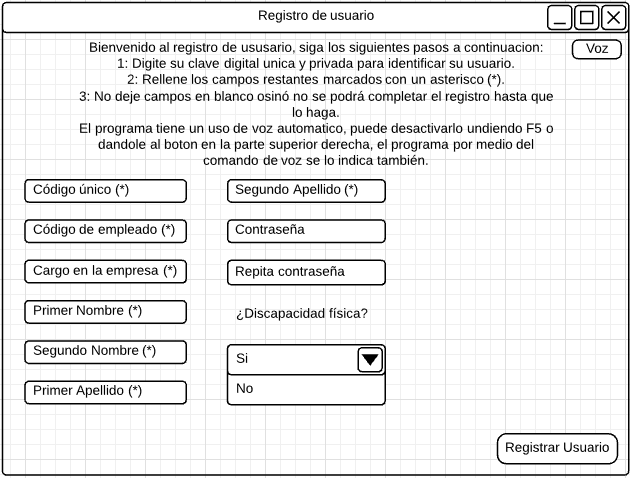 Registro de usuario
Bienvenido al registro de ususario, siga los siguientes pasos a continuacion:
Voz
1: Digite su clave digital unica y privada para identificar su usuario.
2: Rellene los campos restantes marcados con un asterisco (*).
3: No deje campos en blanco osinó no se podrá completar el registro hasta que
lo haga.
El programa tiene un uso de voz automatico, puede desactivarlo undiendo F5 o
dandole al boton en la parte superior derecha, el programa por medio del
comando de voz se lo indica también.
Código único (*)
Código de empleado (*)
Cargo en la empresa (*)
Primer Nombre (*)
Segundo Nombre (*)
Primer Apellido (*)
Segundo Apellido (*)
Contraseña
Repita contraseña
¿Discapacidad física?
Si
No
Registrar Usuario